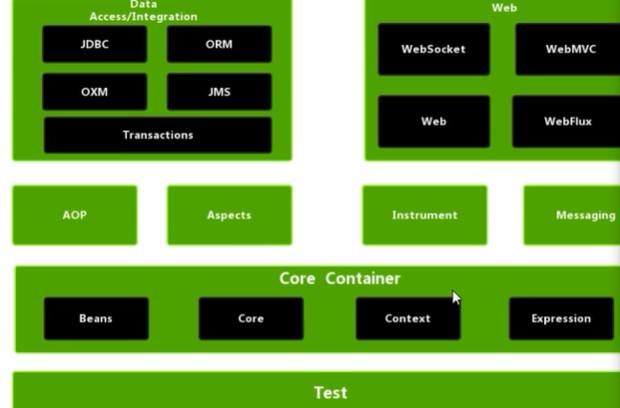 Data
Access/Integration
Web
JDBC
ORM
WebSocket
WebMVC
OXM
JMS
Web
WebFlux
Transactions
AOP
Aspects
Instrument
Messaging
Core Container
Beans
Core
Context
Expression
Test